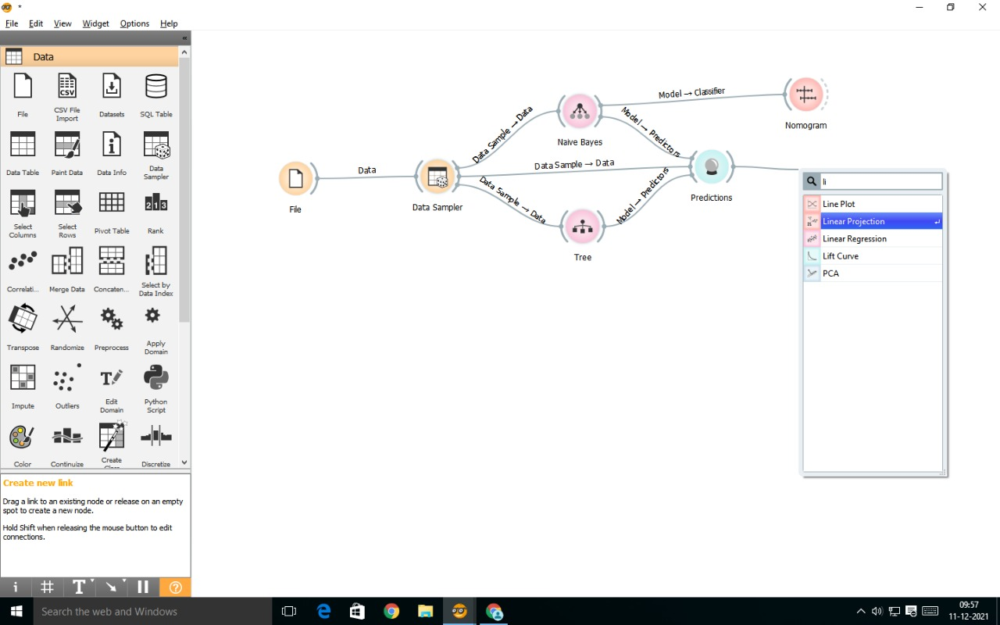 *
File Edit View Widget Options Help
«
Data
File
CSV File
Import
Datasets
SQL Table
Data Table
Paint Data
Data Info
Data
Sampler
Select
Columns
Select
Rows
Pivot Table
Rank
Correlati...
Merge Data
Concaten...
Select by
Data Index
Transpose
Randomize
Preprocess
Apply
Domain
Impute
Outliers
Edit
Domain
Python
Script
Color
Continuize
Create
Class
Discretize
Create new link
Drag a link to an existing node or release on an empty
spot to create a new node.
Hold Shift when releasing the mouse button to edit
connections.
File
Data
Data Sampler
Data Sample → Data
Data Sample → Data
Data Sample → Data
Naive Bayes
Tree
Model → Classifier
Model → Predictors
Model → Predictors
Predictions
Nomogram
li
Line Plot
Linear Projection
Linear Regression
Lift Curve
PCA
Search the web and Windows
09:57
11-12-2021